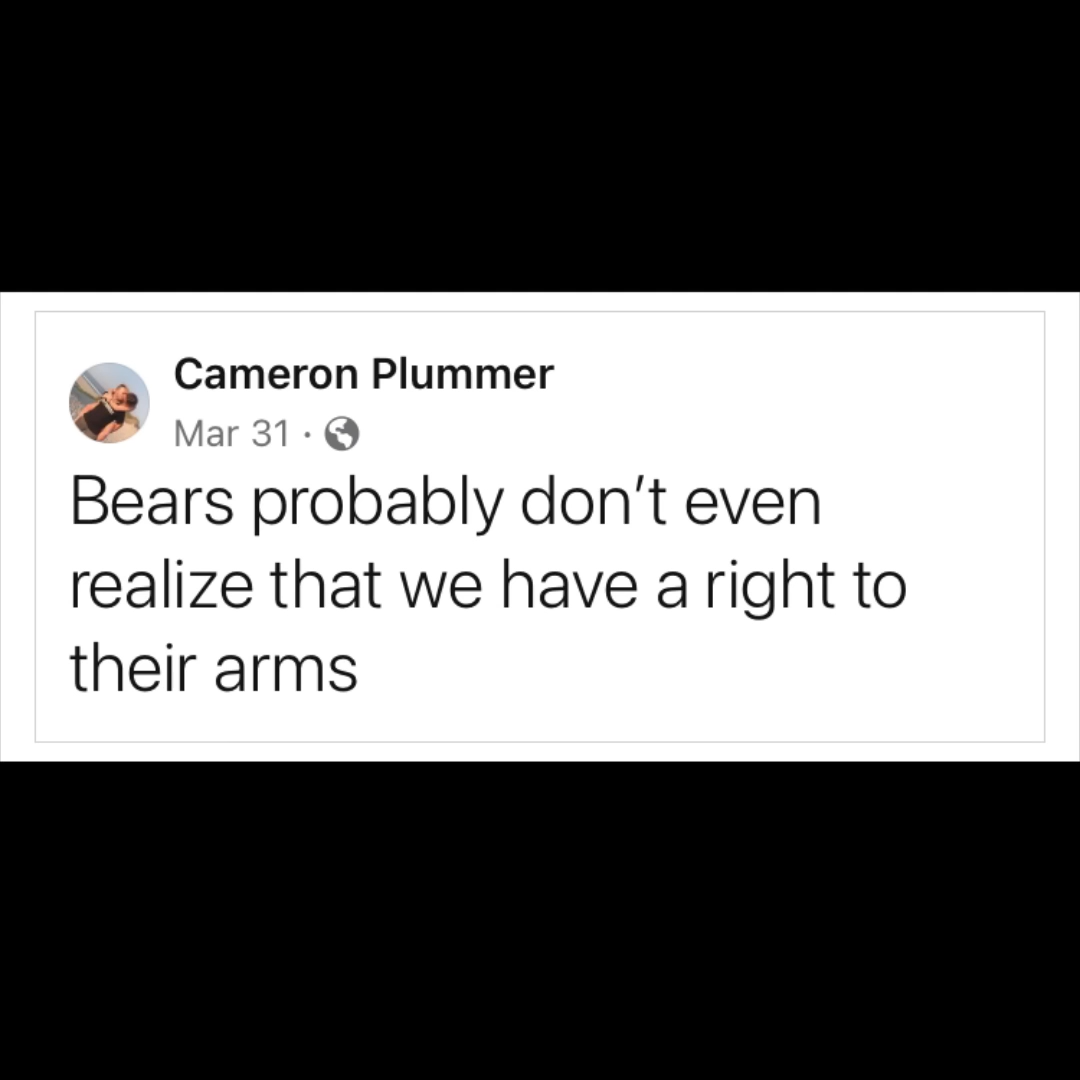 Cameron Plummer
Mar 31 ·
Bears probably don’t even
realize that we have a right to
their arms